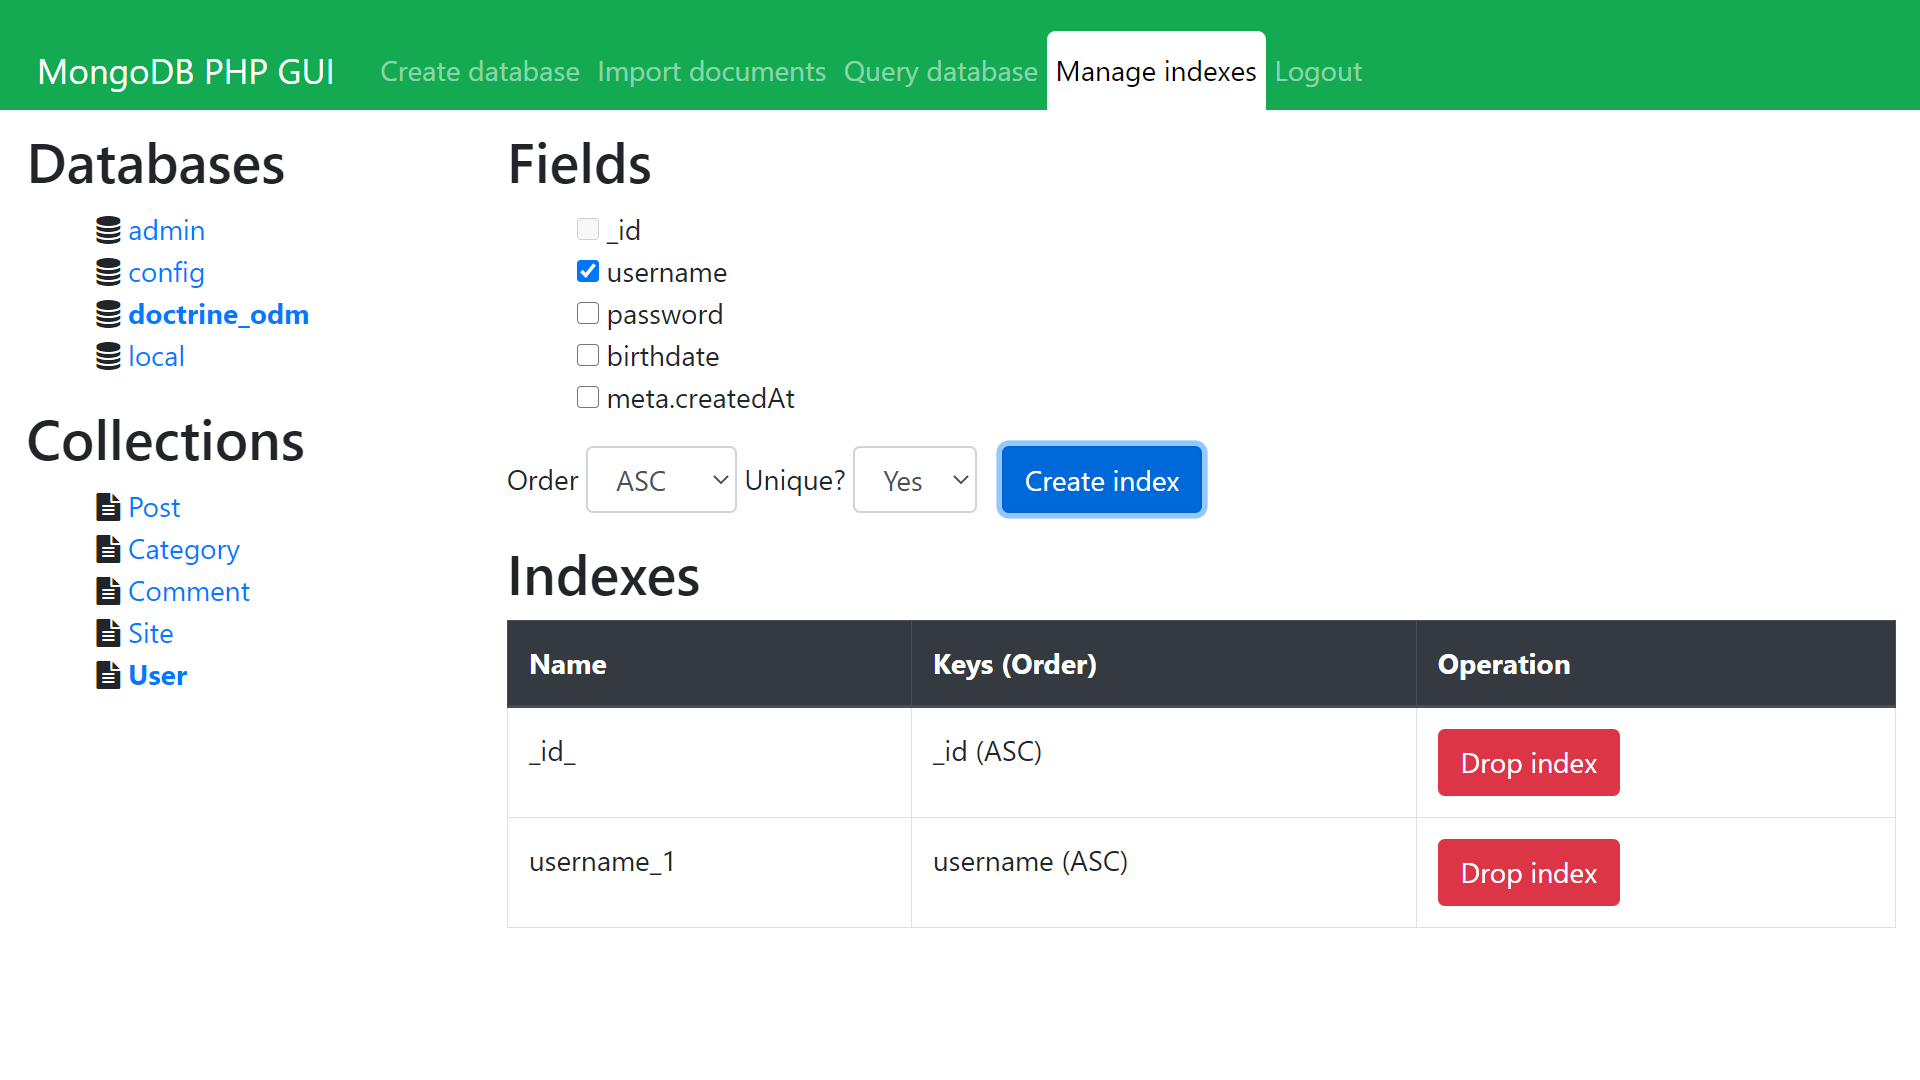 MongoDB PHP GUI Create database Import documents Query database Manage indexes Logout
Databases
admin
config
doctrine_odm
local
Collections
Post
Category
Comment
Site
User
Fields
_id
username
password
birthdate
meta.createdAt
Order ASC Unique? Yes Create index
Indexes
Name Keys (Order) Operation
_id_ _id (ASC) Drop index
username_1 username (ASC) Drop index